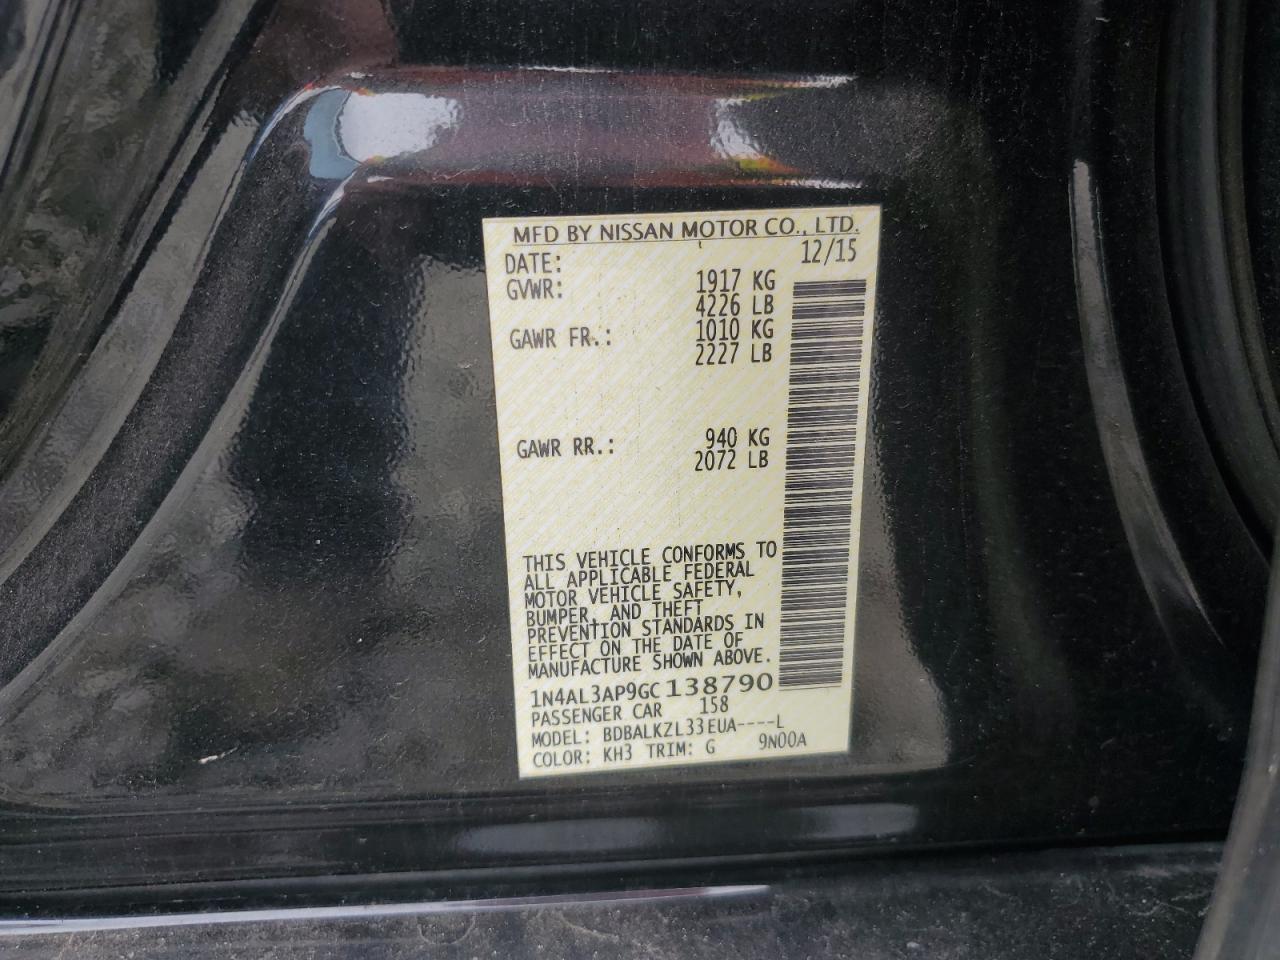 MFD BY NISSAN MOTOR CO., LTD.
DATE: 12/15
GVWR: 1917 KG
4226 LB
GAWR FR.: 1010 KG
2227 LB
GAWR RR.: 940 KG
2072 LB
THIS VEHICLE CONFORMS TO
ALL APPLICABLE FEDERAL
MOTOR VEHICLE SAFETY,
BUMPER, AND THEFT
PREVENTION STANDARDS IN
EFFECT ON THE DATE OF
MANUFACTURE SHOWN ABOVE.
1N4AL3AP9GC138790
PASSENGER CAR 158
MODEL: BDBALKZL33EUA----L
COLOR: KH3 TRIM: G 9N00A